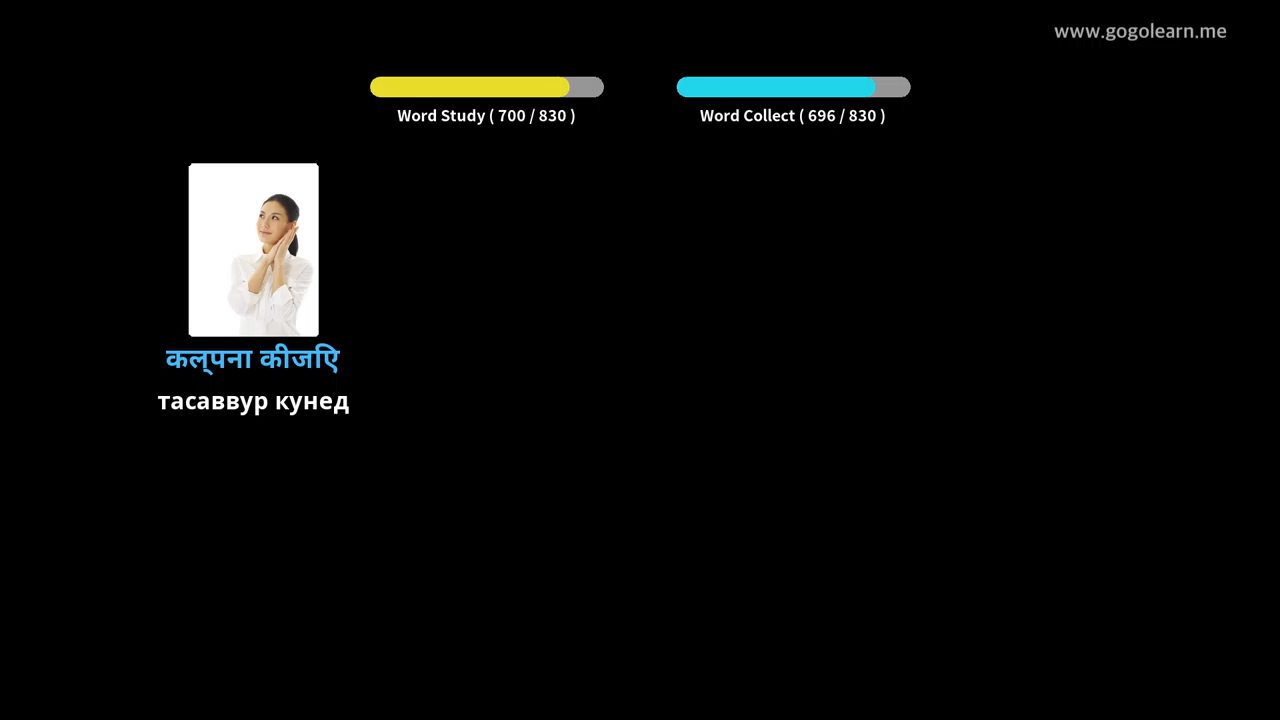 www.gogolearn.me
Word Study ( 700 / 830 )
Word Collect ( 696 / 830 )
कल्पना कीजिए
тасаввур кунед